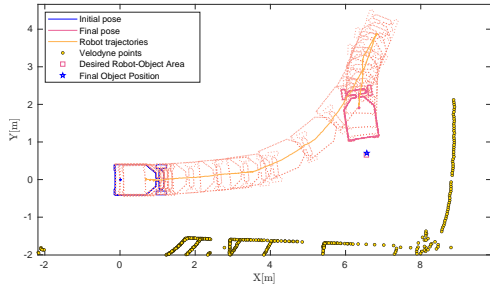 Initial pose
Final pose
Robot trajectories
Velodyne points
Desired Robot-Object Area
Final Object Position
4
3
2
1
0
-1
-2
Y[m]
-2
0
2
4
6
8
X[m]